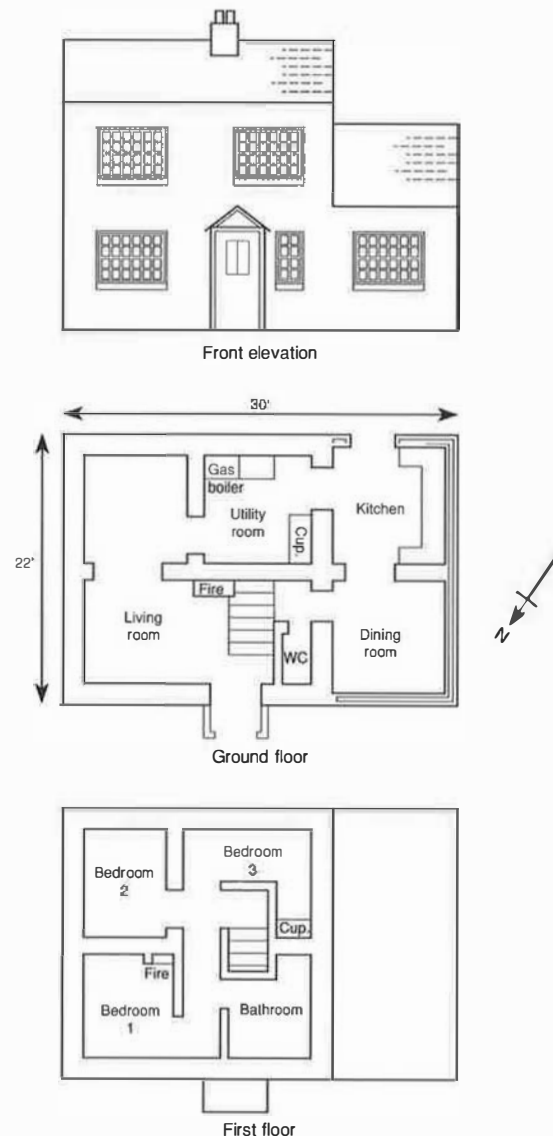 Front elevation
30'
22'
Gas
boiler
Utility
room
Cup.
Kitchen
Fire
Living
room
WC
Dining
room
N
Ground floor
Bedroom
2
Bedroom
3
Cup.
Fire
Bedroom
1
Bathroom
First floor